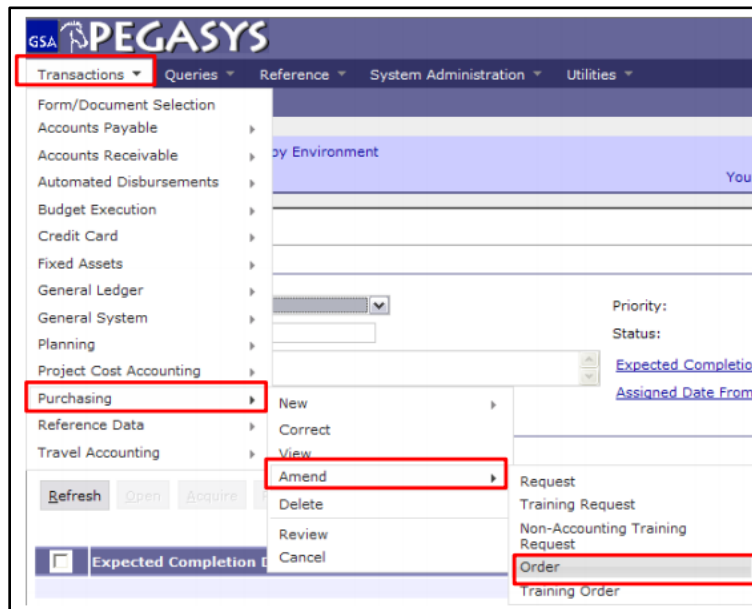 GSA PEGASYS
Transactions Queries Reference System Administration Utilities
Form/Document Selection
Accounts Payable
by Environment
Accounts Receivable
You
Automated Disbursements
Budget Execution
Credit Card
Fixed Assets
General Ledger
Priority:
General System
Status:
Planning
Project Cost Accounting
Expected Completio
Purchasing
Assigned Date From
New
Reference Data
Correct
Travel Accounting
View
Amend
Request
Refresh Open Acquire
Delete
Training Request
Non-Accounting Training
Request
Review
Expected Completion D
Cancel
Order
Training Order